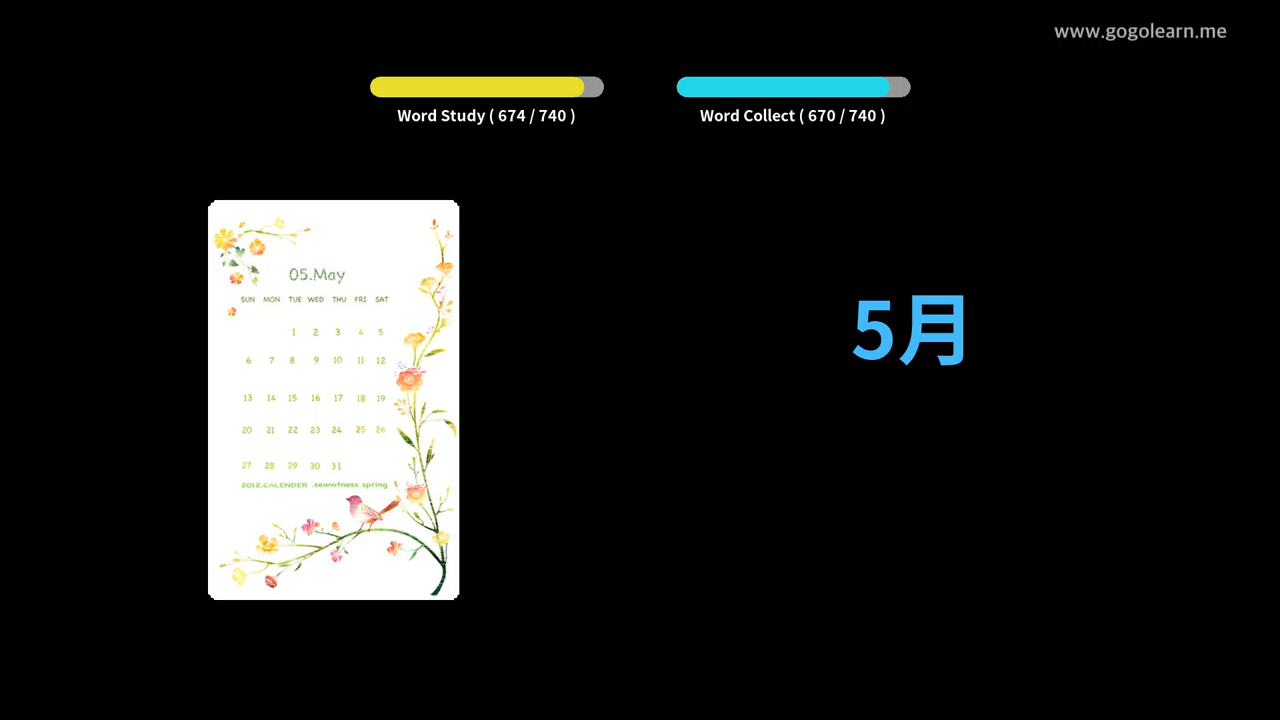 www.gogolearn.me
Word Study ( 674 / 740 )
Word Collect ( 670 / 740 )
05.May
SUN MON TUE WED THU FRI SAT
1 2 3 4 5
6 7 8 9 10 11 12
13 14 15 16 17 18 19
20 21 22 23 24 25 26
27 28 29 30 31
2012.CALENDER .sewwtness spring
5月